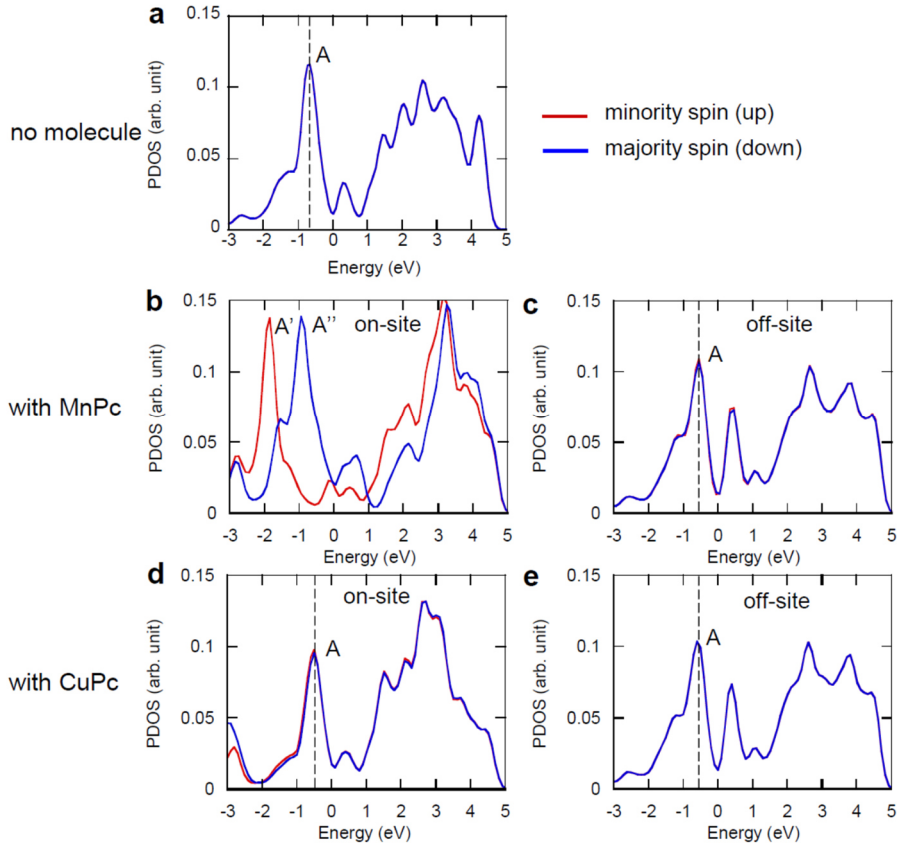 a
0.15
A
0.1
PDOS (arb. unit)
no molecule
0.05
0
-3 -2 -1 0 1 2 3 4 5
Energy (eV)
minority spin (up)
majority spin (down)
b
0.15
A' A'' on-site
0.1
PDOS (arb. unit)
with MnPc
0.05
0
-3 -2 -1 0 1 2 3 4 5
Energy (eV)
c
0.15
off-site
A
0.1
PDOS (arb. unit)
0.05
0
-3 -2 -1 0 1 2 3 4 5
Energy (eV)
d
0.15
on-site
A
0.1
PDOS (arb. unit)
with CuPc
0.05
0
-3 -2 -1 0 1 2 3 4 5
Energy (eV)
e
0.15
off-site
A
0.1
PDOS (arb. unit)
0.05
0
-3 -2 -1 0 1 2 3 4 5
Energy (eV)